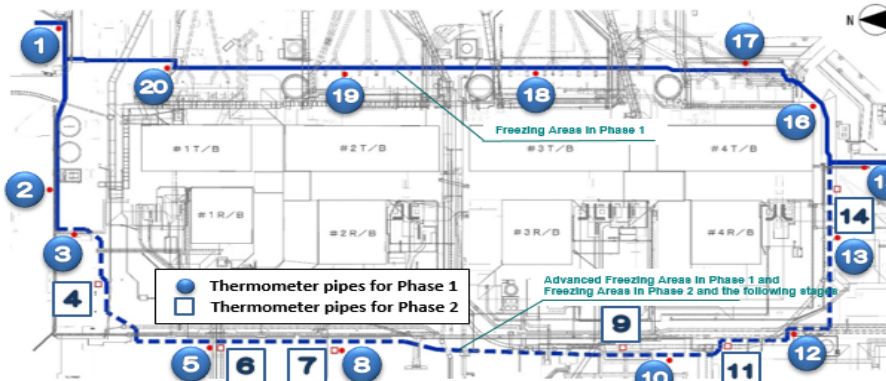 N
17
1
20
19
18
16
Freezing Areas in Phase 1
#1T/B
#2T/B
#3T/B
#4T/B
2
14
#1R/B
#2R/B
#3R/B
#4R/B
3
13
Thermometer pipes for Phase 1
Thermometer pipes for Phase 2
Advanced Freezing Areas in Phase 1 and
Freezing Areas in Phase 2 and the following stages
4
9
12
5
6
7
8
10
11